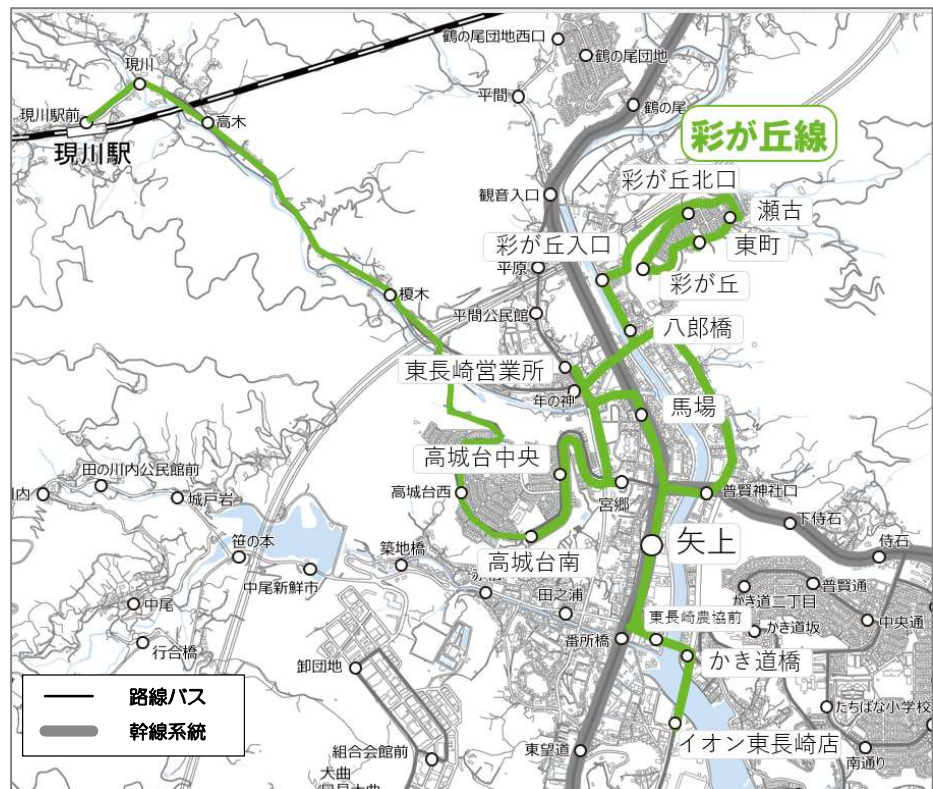 鶴の尾団地西口
鶴の尾団地
現川
平間
鶴の尾
現川駅前
高木
彩が丘線
現川駅
彩が丘北口
観音入口
瀬古
彩が丘入口
東町
平原
彩が丘
榎木
平間公民館
八郎橋
東長崎営業所
年の神
馬場
高城台中央
田の川内公民館前
川内
高城台西
城戸岩
宮郷
普賢神社口
下侍石
矢上
笹の本
築地橋
高城台南
侍石
中尾新鮮市
普賢通
かき道二丁目
田之浦
中尾
東長崎農協前
中央通
かき道坂
番所橋
行合橋
かき道橋
卸団地
路線バス
たちばな小学校
幹線系統
イオン東長崎店
組合会館前
東望道
南通り
犬曲